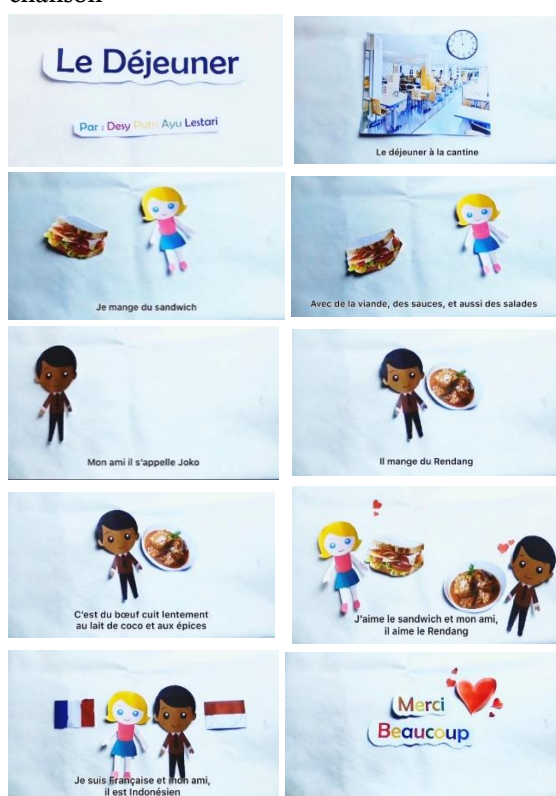 chanson
Le Déjeuner
Par : Desy Putri Ayu Lestari
Le déjeuner à la cantine
Je mange du sandwich
Avec de la viande, des sauces, et aussi des salades
Mon ami il s'appelle Joko
Il mange du Rendang
C'est du bœuf cuit lentement
au lait de coco et aux épices
J'aime le sandwich et mon ami,
il aime le Rendang
Je suis Française et mon ami,
il est Indonésien
Merci
Beaucoup